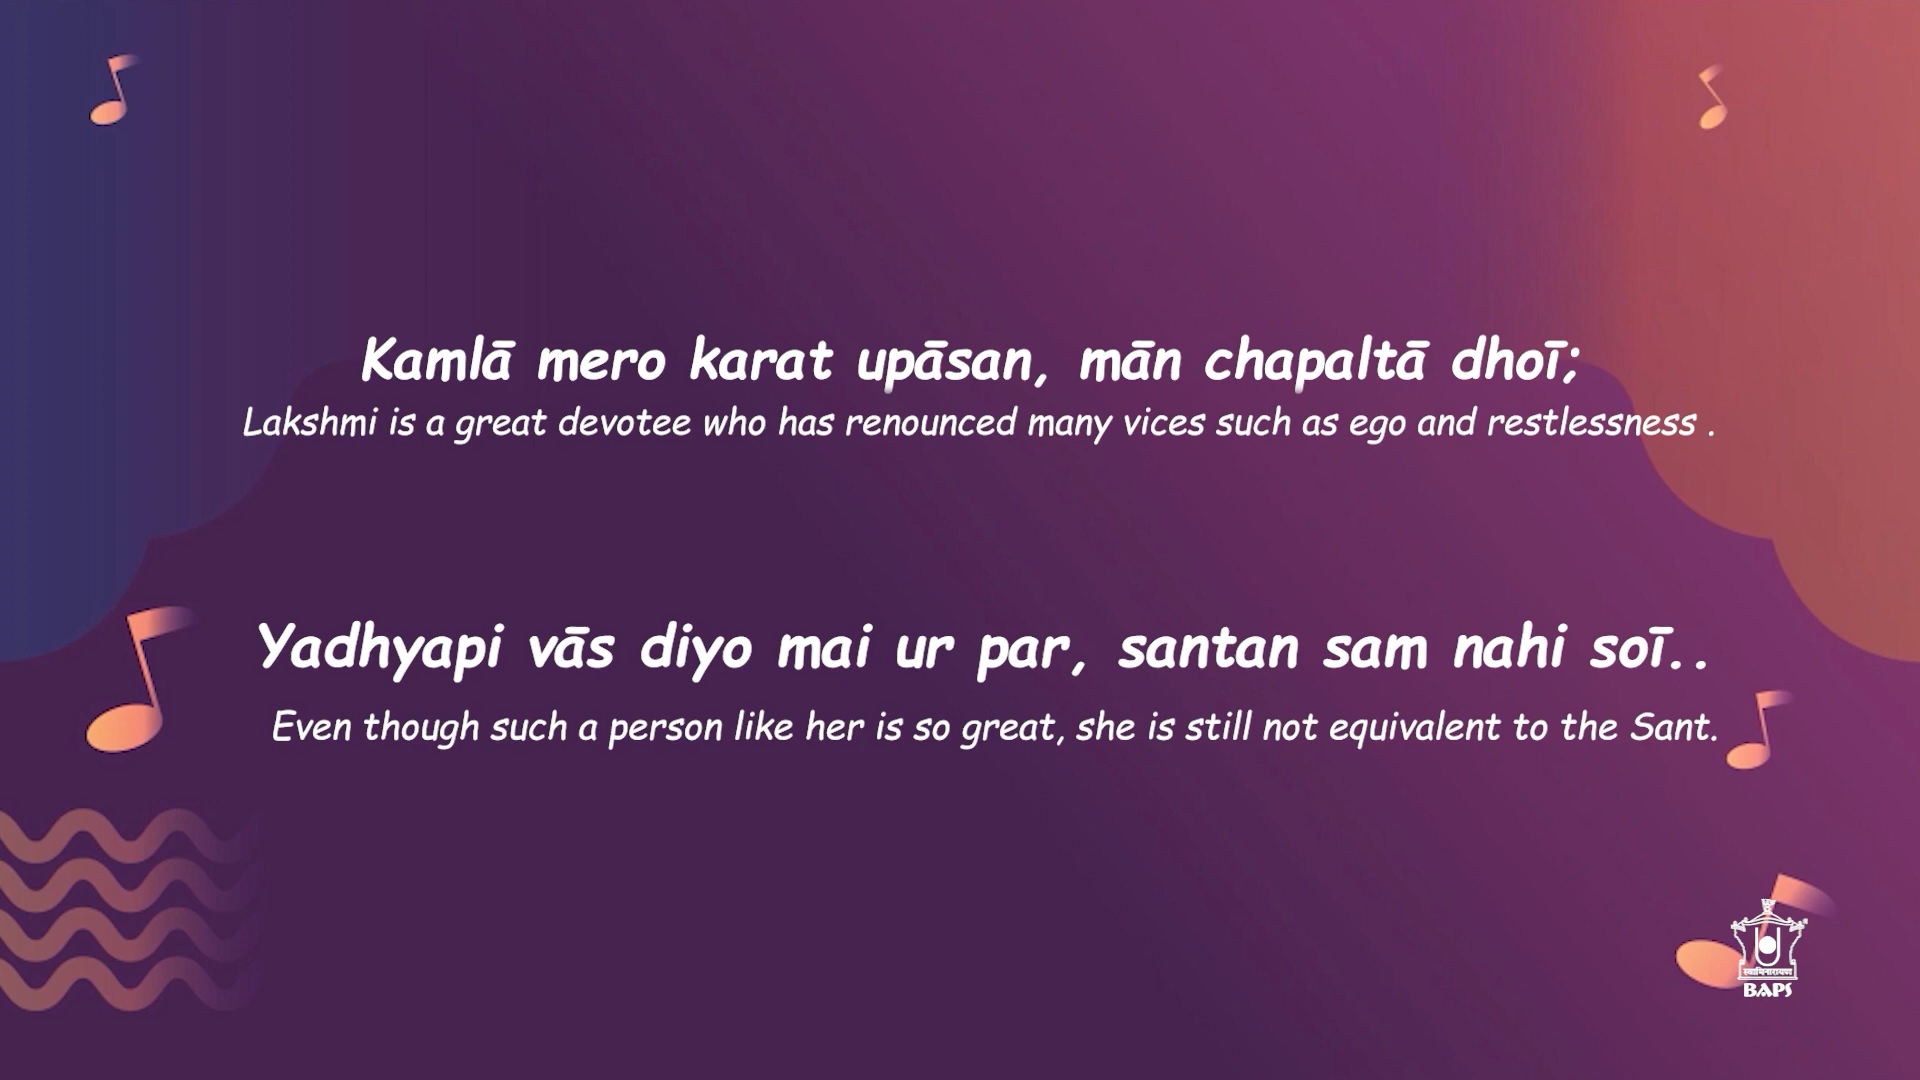 Kamlā mero karat upāsan, mān chapaltā dhoī;
Lakshmi is a great devotee who has renounced many vices such as ego and restlessness .
Yadhyapi vās diyo mai ur par, santan sam nahi soī..
Even though such a person like her is so great, she is still not equivalent to the Sant.
स्वामिनारायण
BAPS